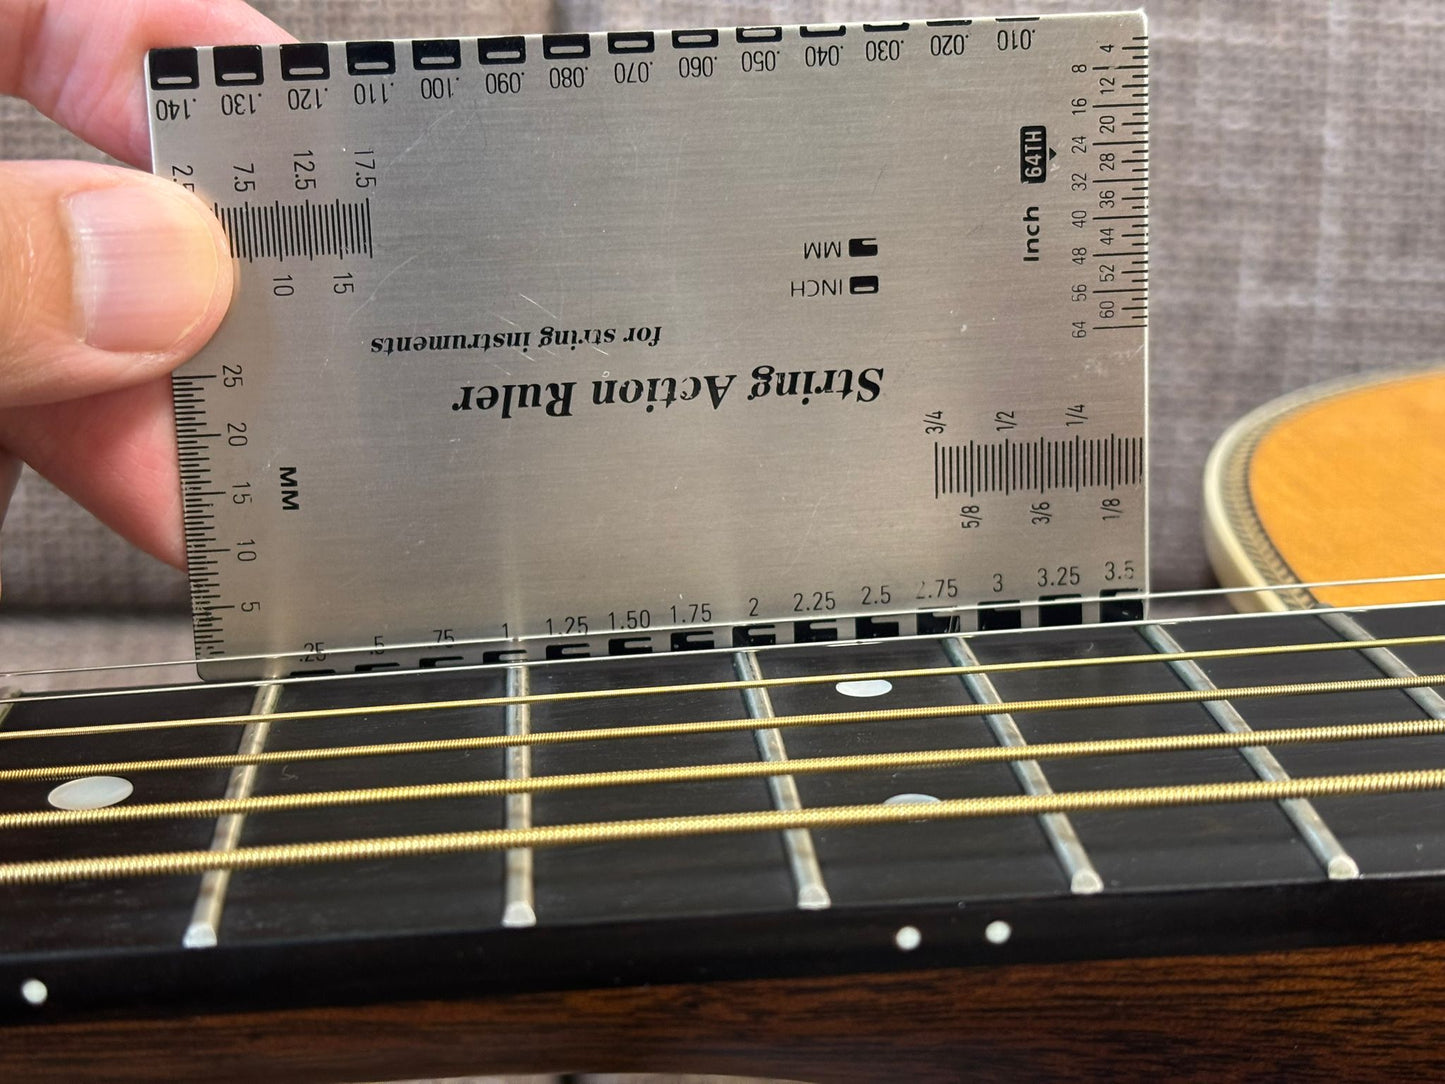 .140 .130 .120 .110 .100 .090 .080 .070 .060 .050 .040 .030 .020 .010
2.5 7.5 12.5 17.5
10 15
25 20 15 10 5
MM
4 8 12 16 20 24 28 32 36 40 44 48 52 56 60 64
64TH
Inch
MM
INCH
String Action Ruler
for string instruments
3/4 1/2 1/4
5/8 3/6 1/8
.25 .5 .75 1 1.25 1.50 1.75 2 2.25 2.5 2.75 3 3.25 3.5